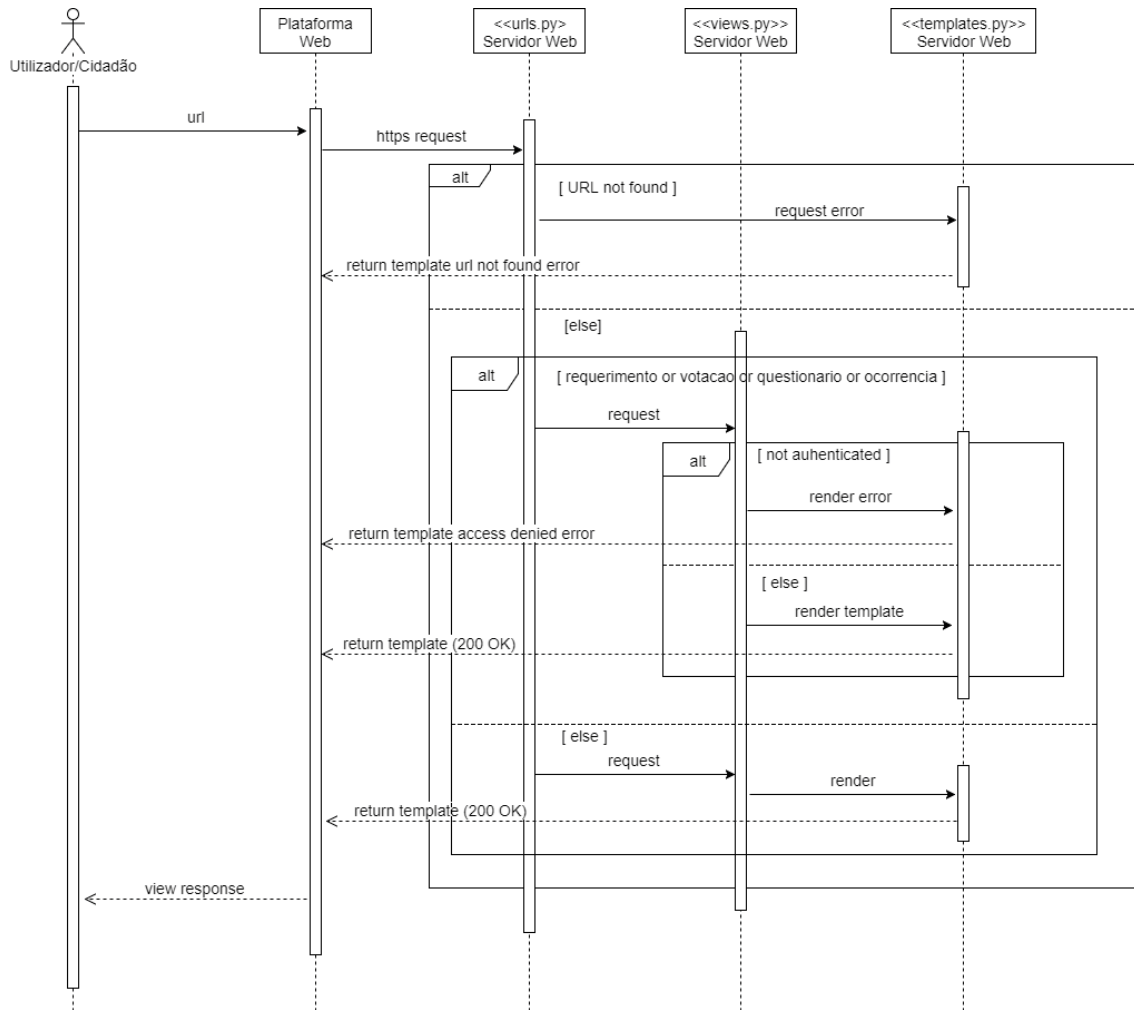 Utilizador/Cidadão
Plataforma
Web
<<urls.py>
Servidor Web
<<views.py>>
Servidor Web
<<templates.py>>
Servidor Web
url
https request
alt
[ URL not found ]
request error
return template url not found error
[else]
alt
[ requerimento or votacao or questionario or ocorrencia ]
request
alt
[ not auhenticated ]
render error
return template access denied error
[ else ]
render template
return template (200 OK)
[ else ]
request
render
return template (200 OK)
view response